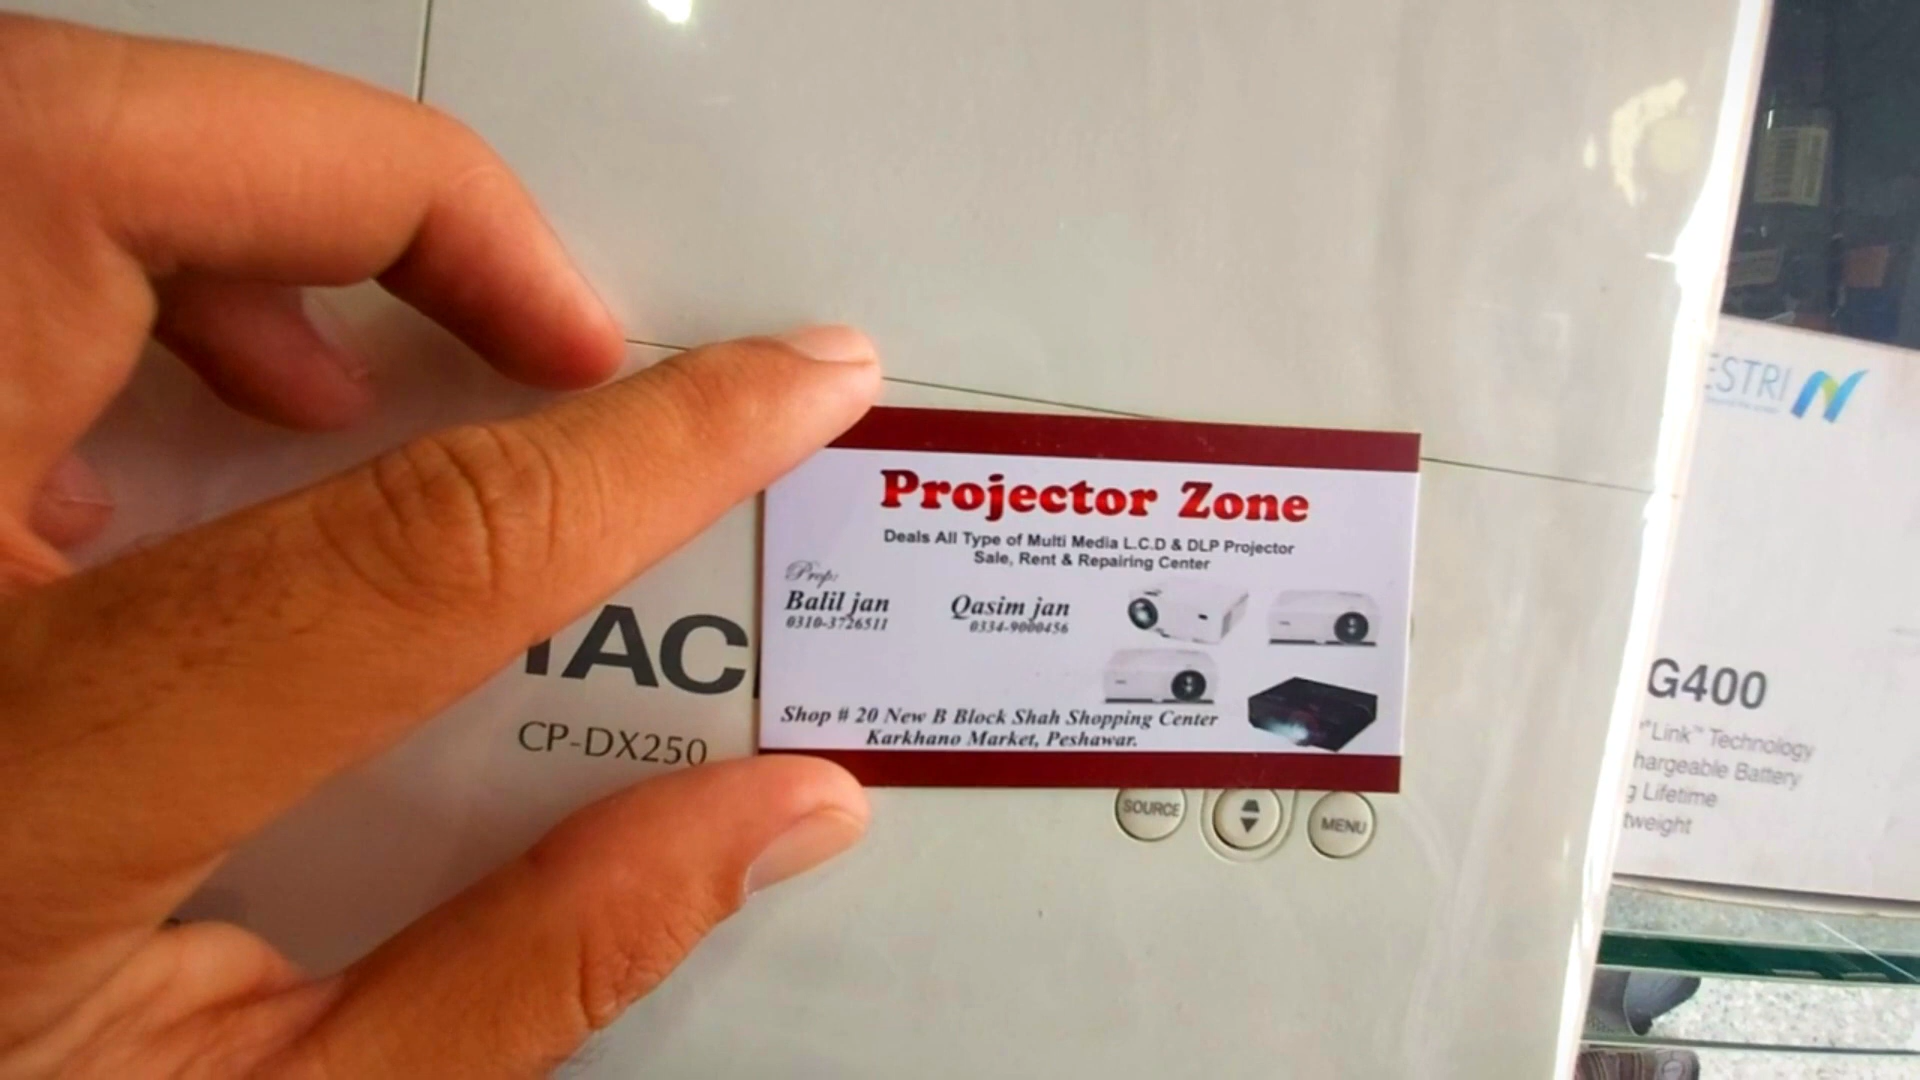 Projector Zone
Deals All Type of Multi Media L.C.D & DLP Projector
Sale, Rent & Repairing Center
Prop:
Balil jan
0310-3726511
Qasim jan
0334-9000456
Shop # 20 New B Block Shah Shopping Center
Karkhano Market, Peshawar.
TAC
CP-DX250
SOURCE
MENU
ESTRI
G400
Link™ Technology
hargeable Battery
g Lifetime
tweight